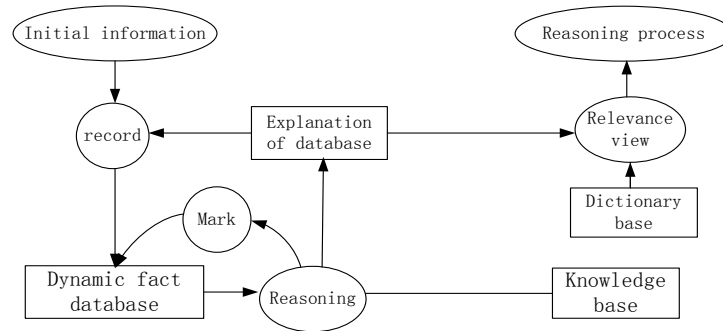 Initial information
Reasoning process
record
Explanation
of database
Relevance
view
Mark
Dictionary
base
Dynamic fact
database
Reasoning
Knowledge
base